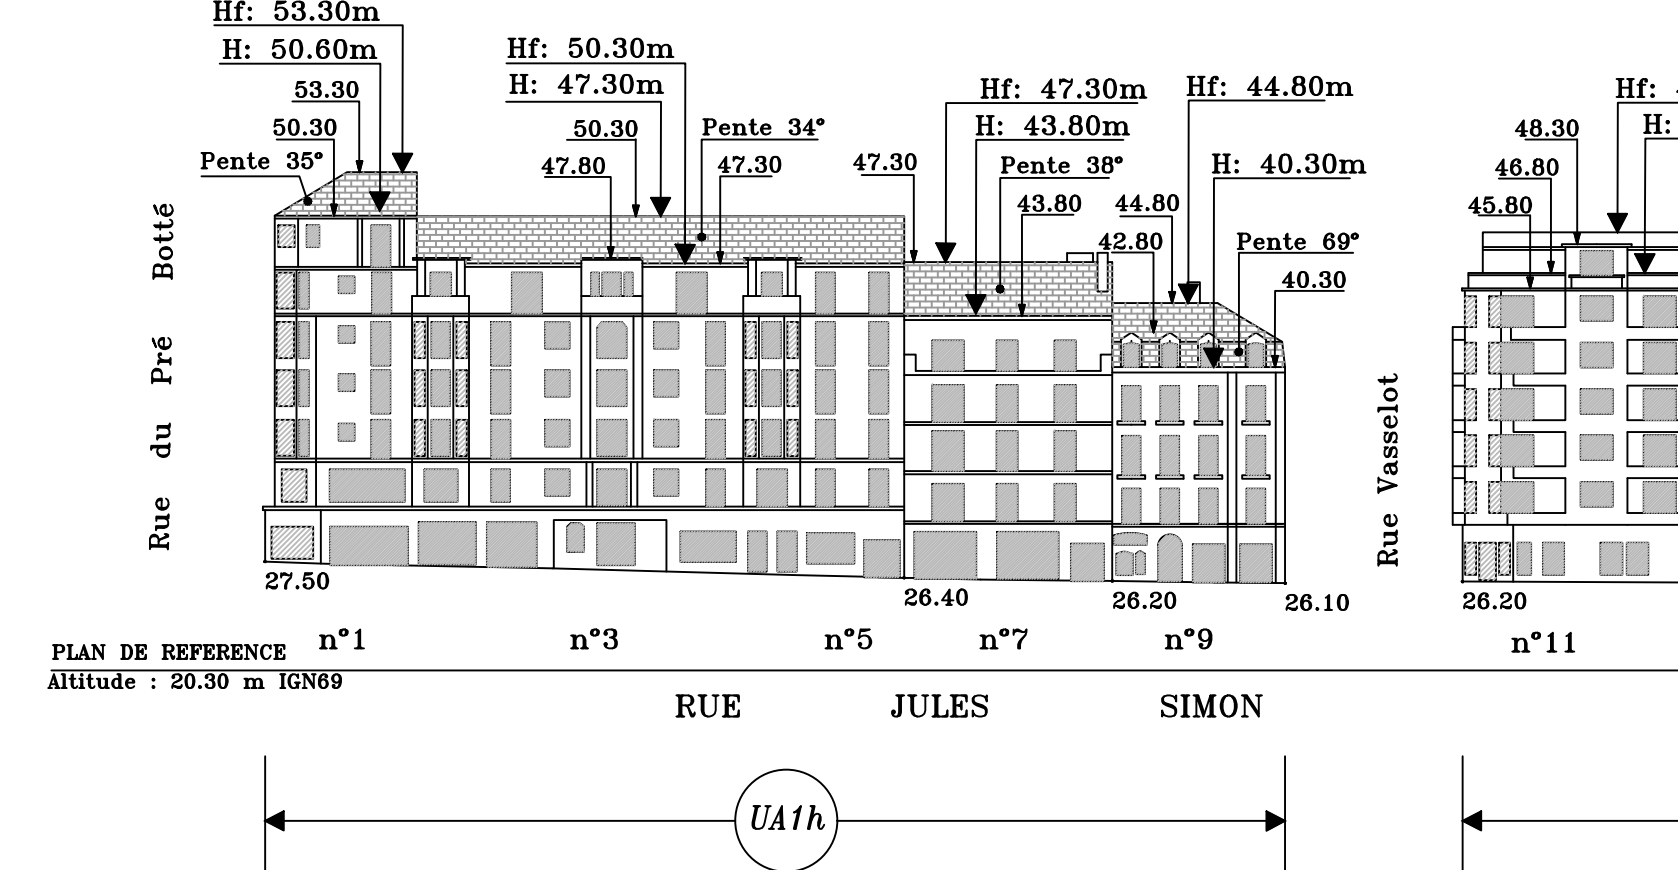 Hf: 53.30m
H: 50.60m
53.30
50.30
Pente 35°
Hf: 50.30m
H: 47.30m
50.30
Pente 34°
47.80
47.30
47.30
Hf: 47.30m
H: 43.80m
Pente 38°
43.80
Hf: 44.80m
H: 40.30m
44.80
42.80
Pente 69°
40.30
Hf:
H:
48.30
46.80
45.80
Rue du Pré Botté
Rue Vasselot
27.50
26.40
26.20
26.10
26.20
n°1
n°3
n°5
n°7
n°9
n°11
PLAN DE REFERENCE
Altitude : 20.30 m IGN69
RUE JULES SIMON
UA1h